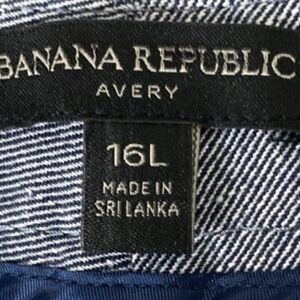 BANANA REPUBLIC
AVERY
16L
MADE IN
SRI LANKA